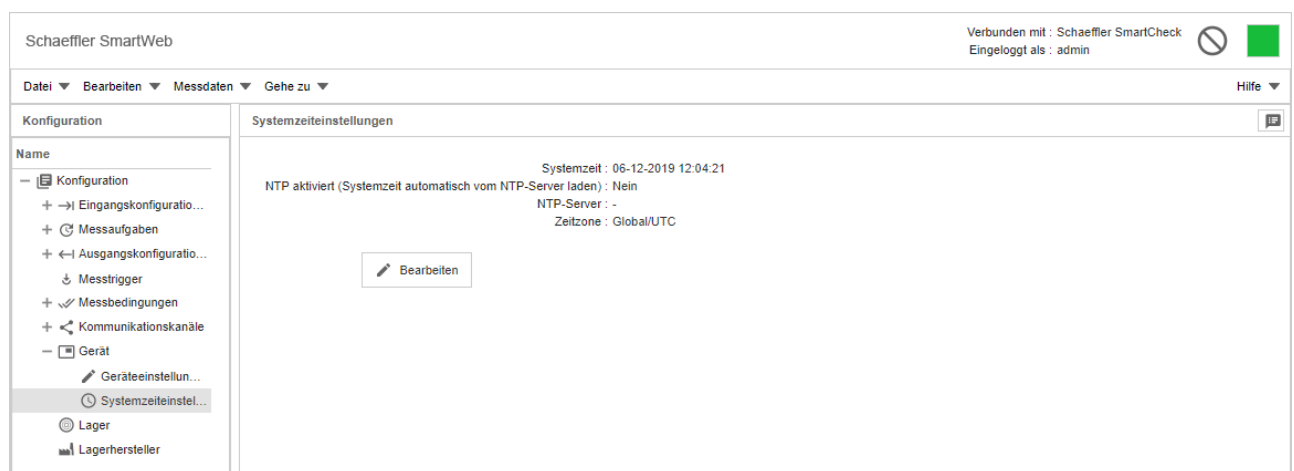 Schaeffler SmartWeb
Verbunden mit : Schaeffler SmartCheck
Eingeloggt als : admin
Datei Bearbeiten Messdaten Gehe zu Hilfe
Konfiguration
Name
Konfiguration
Eingangskonfiguratio...
Messaufgaben
Ausgangskonfiguratio...
Messtrigger
Messbedingungen
Kommunikationskanäle
Gerät
Geräteeinstellun...
Systemzeiteinstel...
Lager
Lagerhersteller
Systemzeiteinstellungen
Systemzeit : 06-12-2019 12:04:21
NTP aktiviert (Systemzeit automatisch vom NTP-Server laden) : Nein
NTP-Server : -
Zeitzone : Global/UTC
Bearbeiten